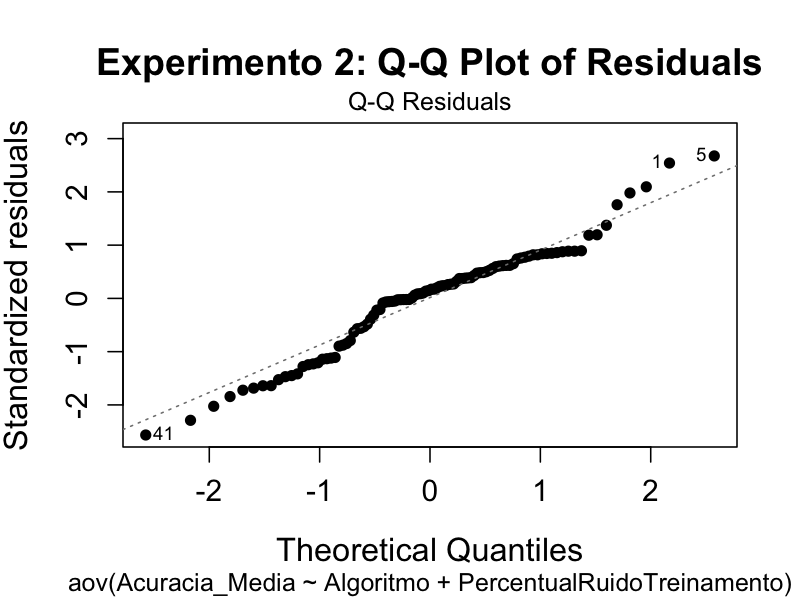 Experimento 2: Q-Q Plot of Residuals
Q-Q Residuals
Standardized residuals
3
2
1
0
-1
-2
1
5
41
-2
-1
0
1
2
Theoretical Quantiles
aov(Acuracia_Media ~ Algoritmo + PercentualRuidoTreinamento)